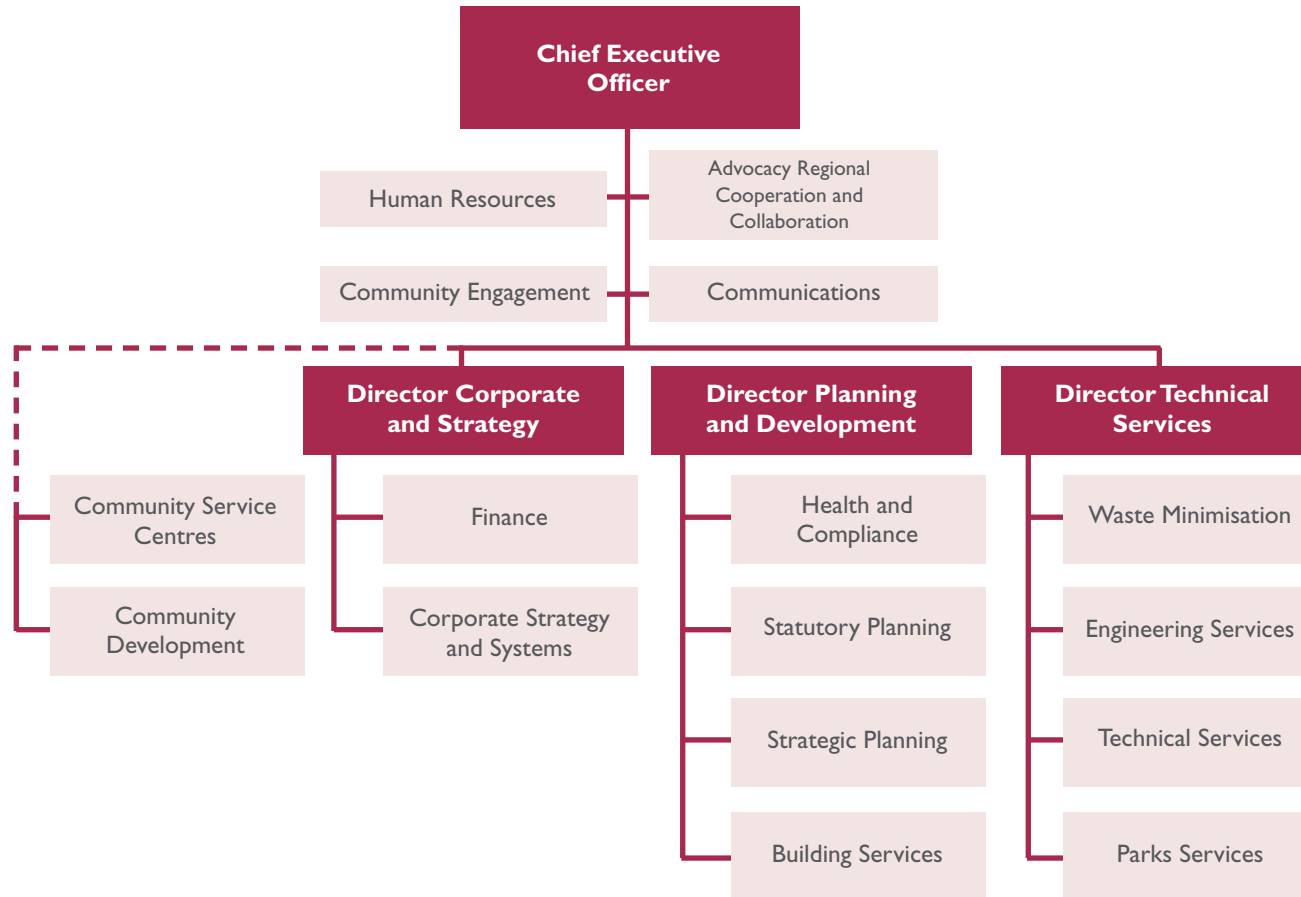 Chief Executive
Officer
Human Resources
Advocacy Regional
Cooperation and
Collaboration
Community Engagement
Communications
Director Corporate
and Strategy
Director Planning
and Development
Director Technical
Services
Community Service
Centres
Finance
Health and
Compliance
Waste Minimisation
Community
Development
Corporate Strategy
and Systems
Statutory Planning
Engineering Services
Strategic Planning
Technical Services
Building Services
Parks Services